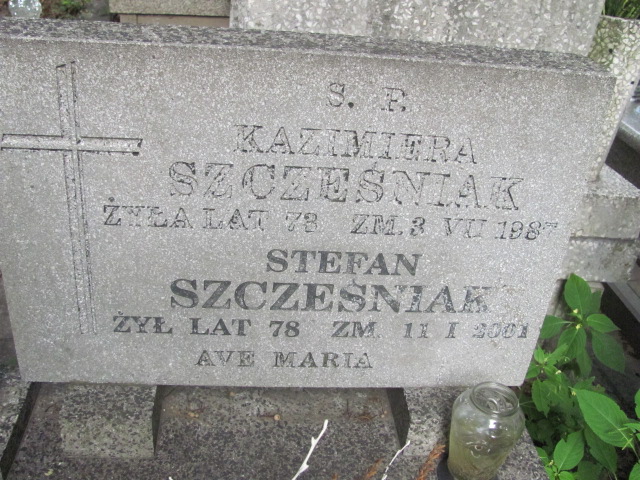 Ś. P.
KAZIMIERA
SZCZEŚNIAK
ŻYŁA LAT 73 ZM. 3 VII 1987
STEFAN
SZCZEŚNIAK
ŻYŁ LAT 78 ZM 11 I 2001
AVE MARIA